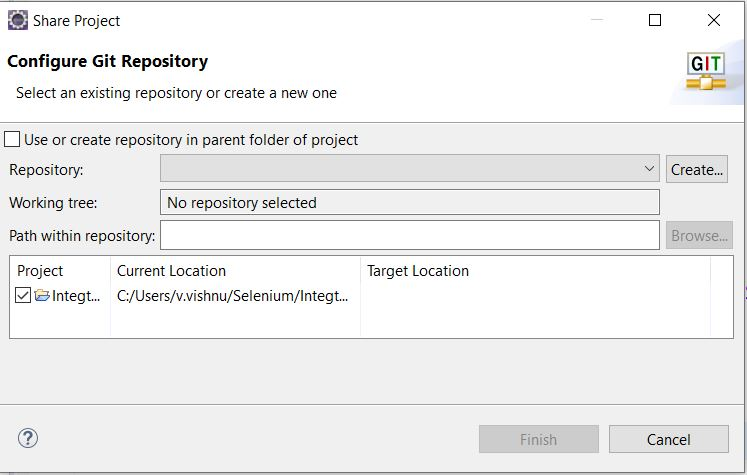 Share Project
Configure Git Repository
Select an existing repository or create a new one
GIT
Use or create repository in parent folder of project
Repository: Create...
Working tree: No repository selected
Path within repository: Browse...
Project Current Location Target Location
Integt... C:/Users/v.vishnu/Selenium/Integt...
? Finish Cancel